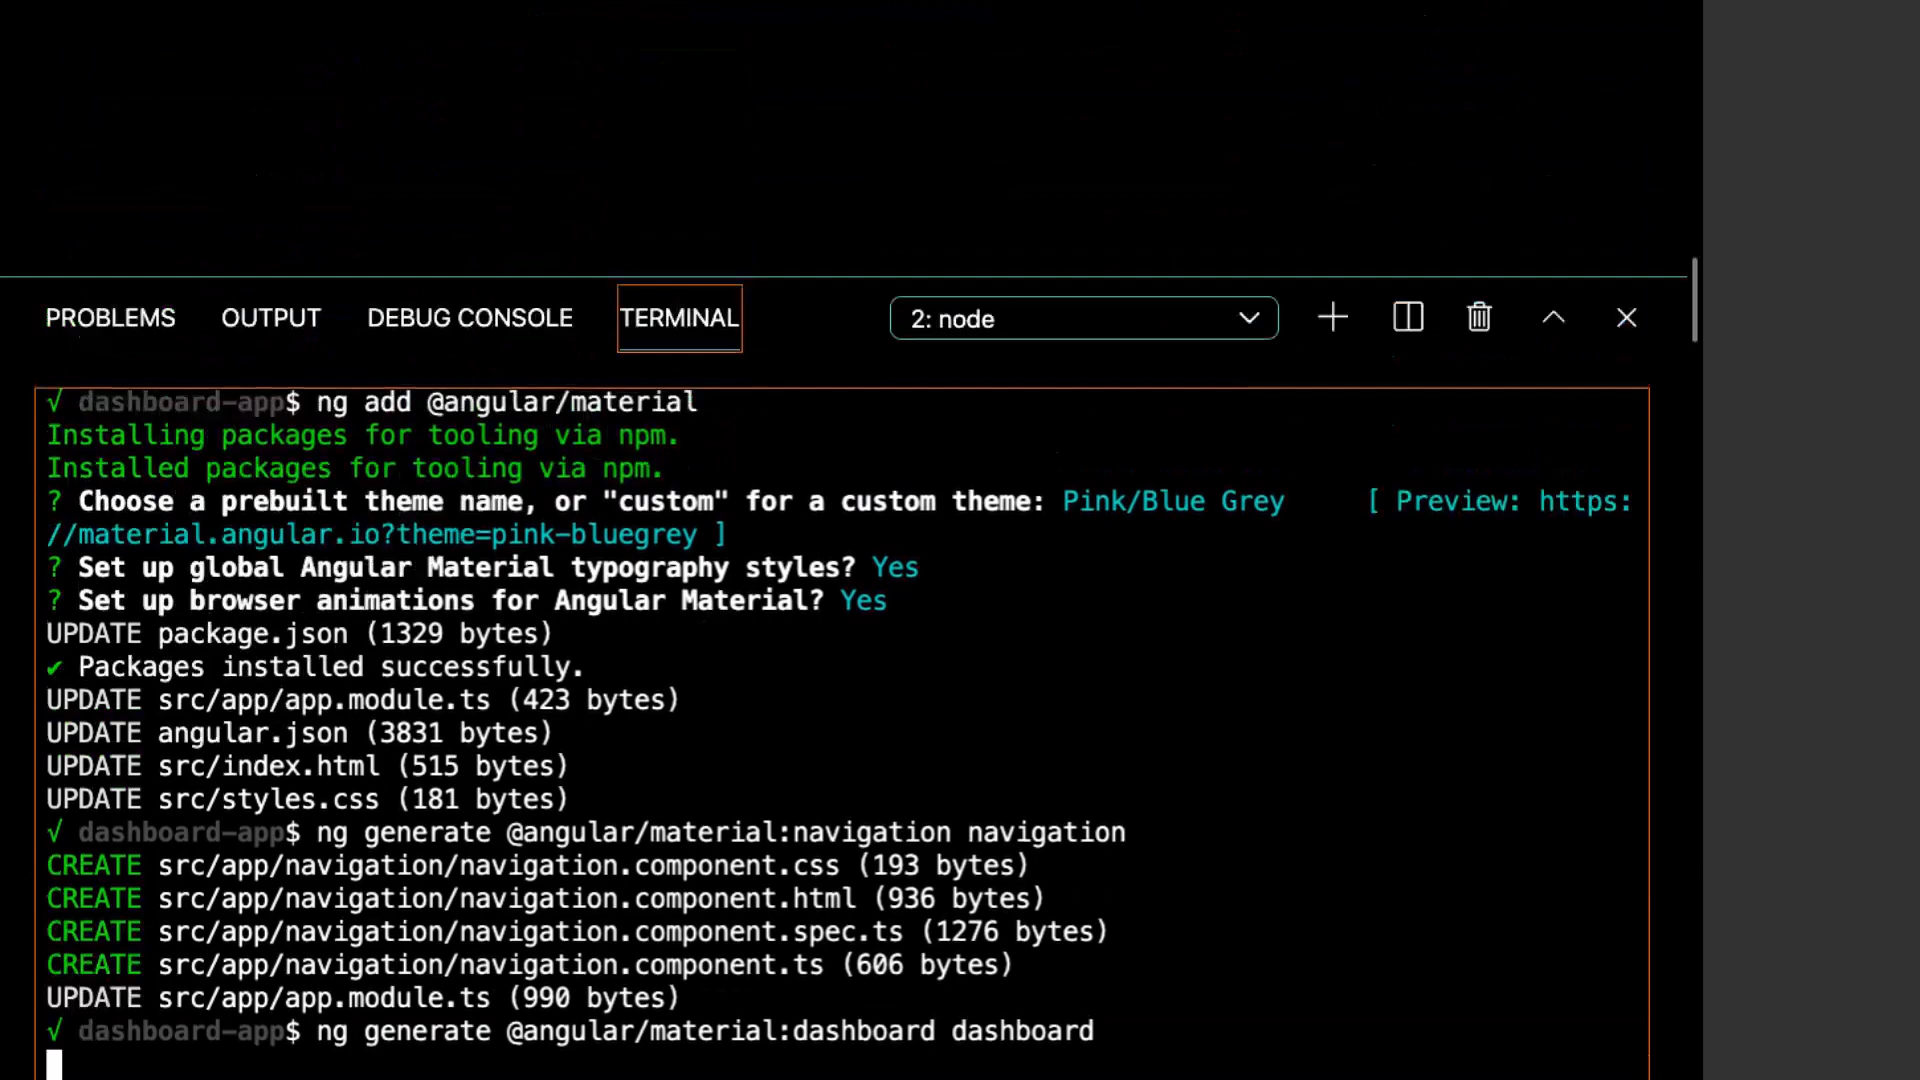 PROBLEMS OUTPUT DEBUG CONSOLE TERMINAL 2: node
√ dashboard-app$ ng add @angular/material
Installing packages for tooling via npm.
Installed packages for tooling via npm.
? Choose a prebuilt theme name, or "custom" for a custom theme: Pink/Blue Grey [ Preview: https:
//material.angular.io?theme=pink-bluegrey ]
? Set up global Angular Material typography styles? Yes
? Set up browser animations for Angular Material? Yes
UPDATE package.json (1329 bytes)
✔ Packages installed successfully.
UPDATE src/app/app.module.ts (423 bytes)
UPDATE angular.json (3831 bytes)
UPDATE src/index.html (515 bytes)
UPDATE src/styles.css (181 bytes)
√ dashboard-app$ ng generate @angular/material:navigation navigation
CREATE src/app/navigation/navigation.component.css (193 bytes)
CREATE src/app/navigation/navigation.component.html (936 bytes)
CREATE src/app/navigation/navigation.component.spec.ts (1276 bytes)
CREATE src/app/navigation/navigation.component.ts (606 bytes)
UPDATE src/app/app.module.ts (990 bytes)
√ dashboard-app$ ng generate @angular/material:dashboard dashboard